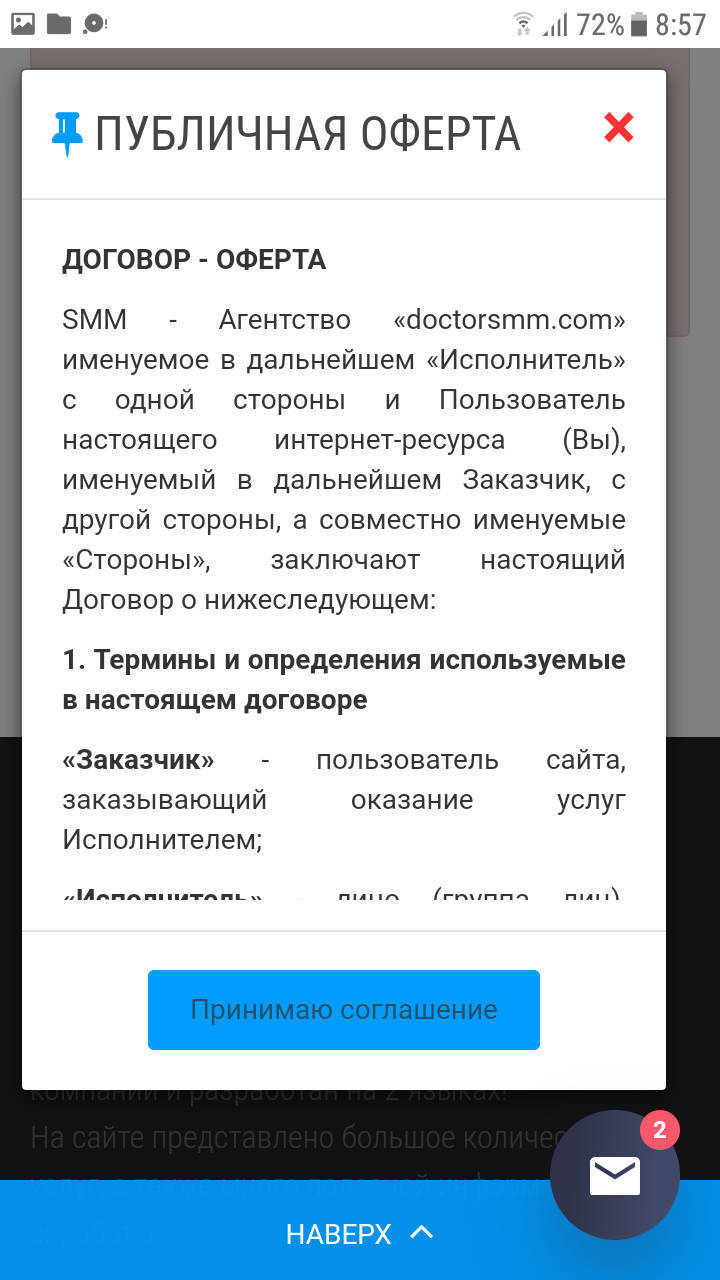 72% 8:57
ПУБЛИЧНАЯ ОФЕРТА
ДОГОВОР - ОФЕРТА
SMM - Агентство «doctorsmm.com»
именуемое в дальнейшем «Исполнитель»
с одной стороны и Пользователь
настоящего интернет-ресурса (Вы),
именуемый в дальнейшем Заказчик, с
другой стороны, а совместно именуемые
«Стороны», заключают настоящий
Договор о нижеследующем:
1. Термины и определения используемые
в настоящем договоре
«Заказчик» - пользователь сайта,
заказывающий оказание услуг
Исполнителем;
«Исполнитель» - лицо (группа лиц),
Принимаю соглашение
компании и разработан на 2 языках!
На сайте представлено большое
2
НАВЕРХ